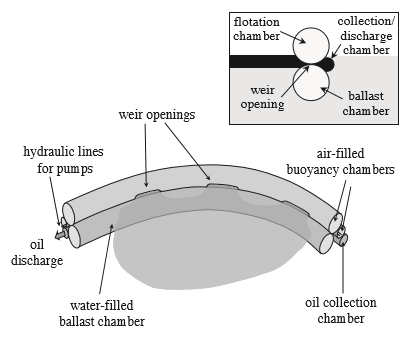 flotation
chamber
collection/
discharge
chamber
weir
opening
ballast
chamber
weir openings
hydraulic lines
for pumps
air-filled
buoyancy chambers
oil
discharge
water-filled
ballast chamber
oil collection
chamber